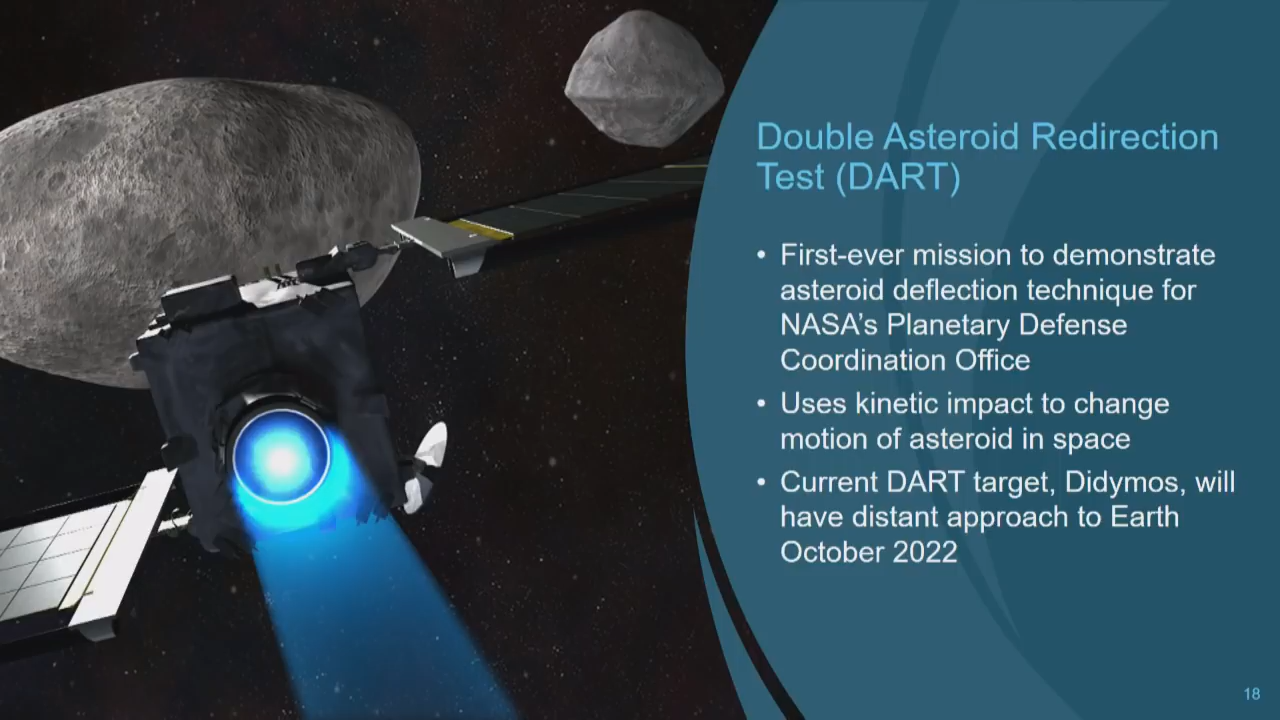 Double Asteroid Redirection
Test (DART)
• First-ever mission to demonstrate
asteroid deflection technique for
NASA’s Planetary Defense
Coordination Office
• Uses kinetic impact to change
motion of asteroid in space
• Current DART target, Didymos, will
have distant approach to Earth
October 2022
18